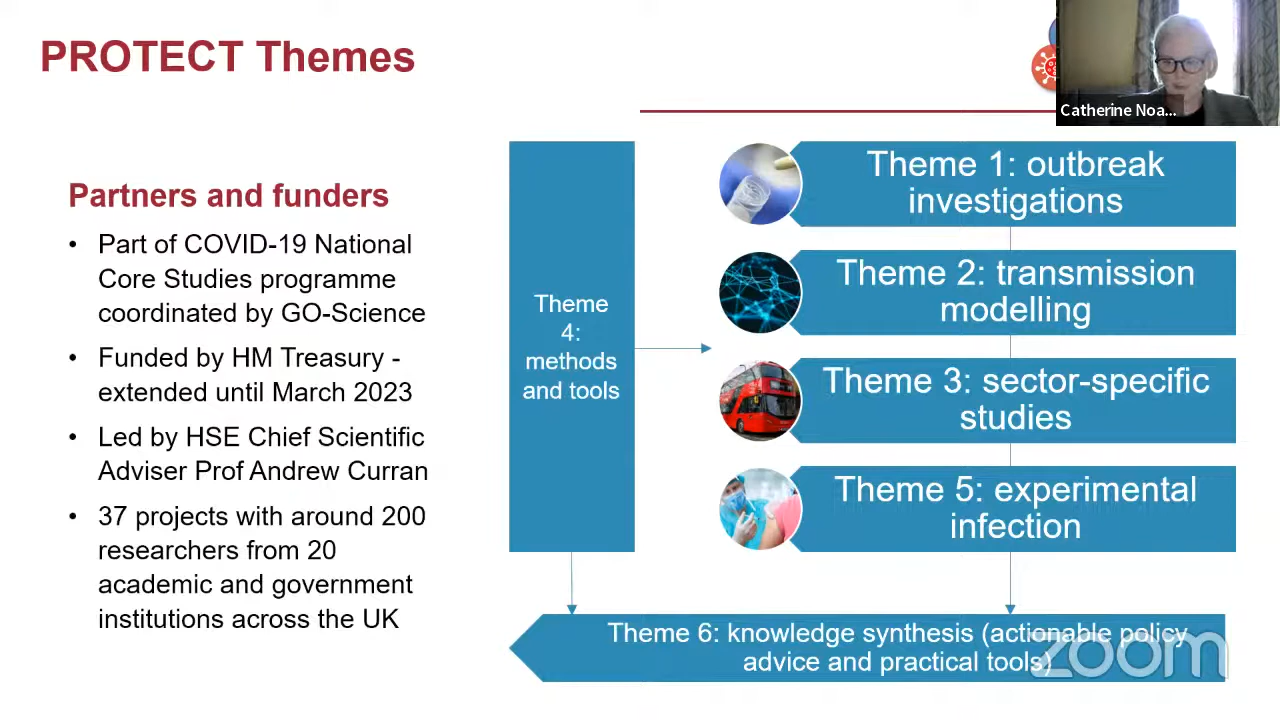 PROTECT Themes
Catherine Noa...
Partners and funders
• Part of COVID-19 National
Core Studies programme
coordinated by GO-Science
• Funded by HM Treasury -
extended until March 2023
• Led by HSE Chief Scientific
Adviser Prof Andrew Curran
• 37 projects with around 200
researchers from 20
academic and government
institutions across the UK
Theme
4:
methods
and tools
Theme 1: outbreak
investigations
Theme 2: transmission
modelling
Theme 3: sector-specific
studies
Theme 5: experimental
infection
Theme 6: knowledge synthesis (actionable policy
advice and practical tools)
zoom